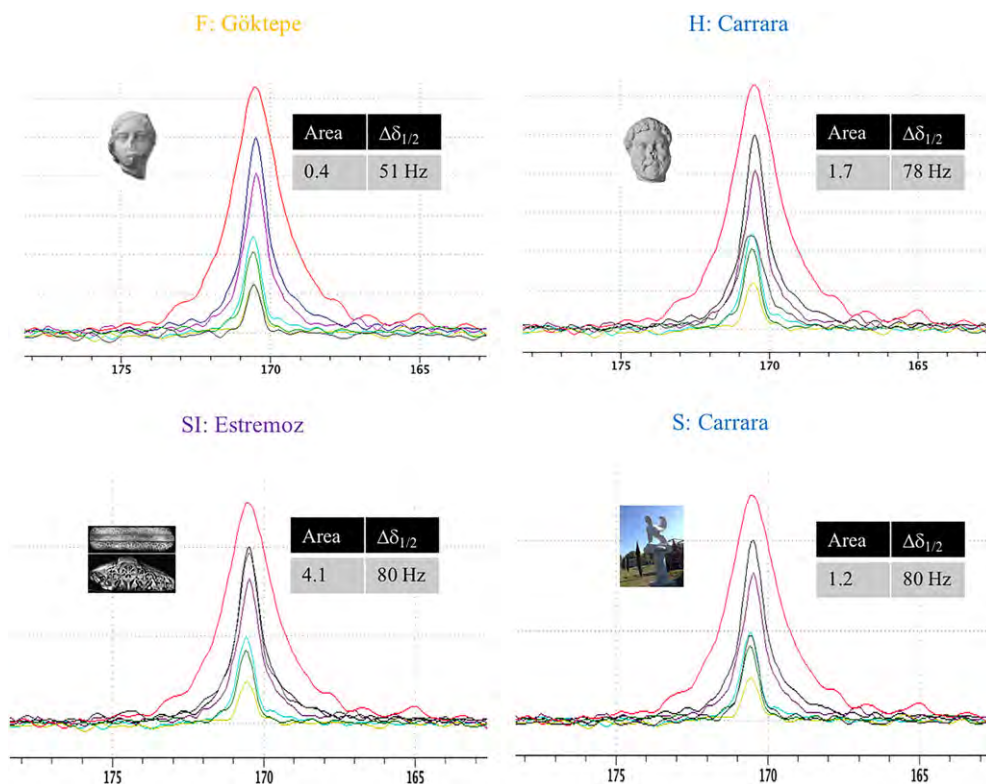 F: Göktepe
H: Carrara
Area Δδ1/2
0.4 51 Hz
Area Δδ1/2
1.7 78 Hz
175 170 165
175 170 165
SI: Estremoz
S: Carrara
Area Δδ1/2
4.1 80 Hz
Area Δδ1/2
1.2 80 Hz
175 170 165
175 170 165